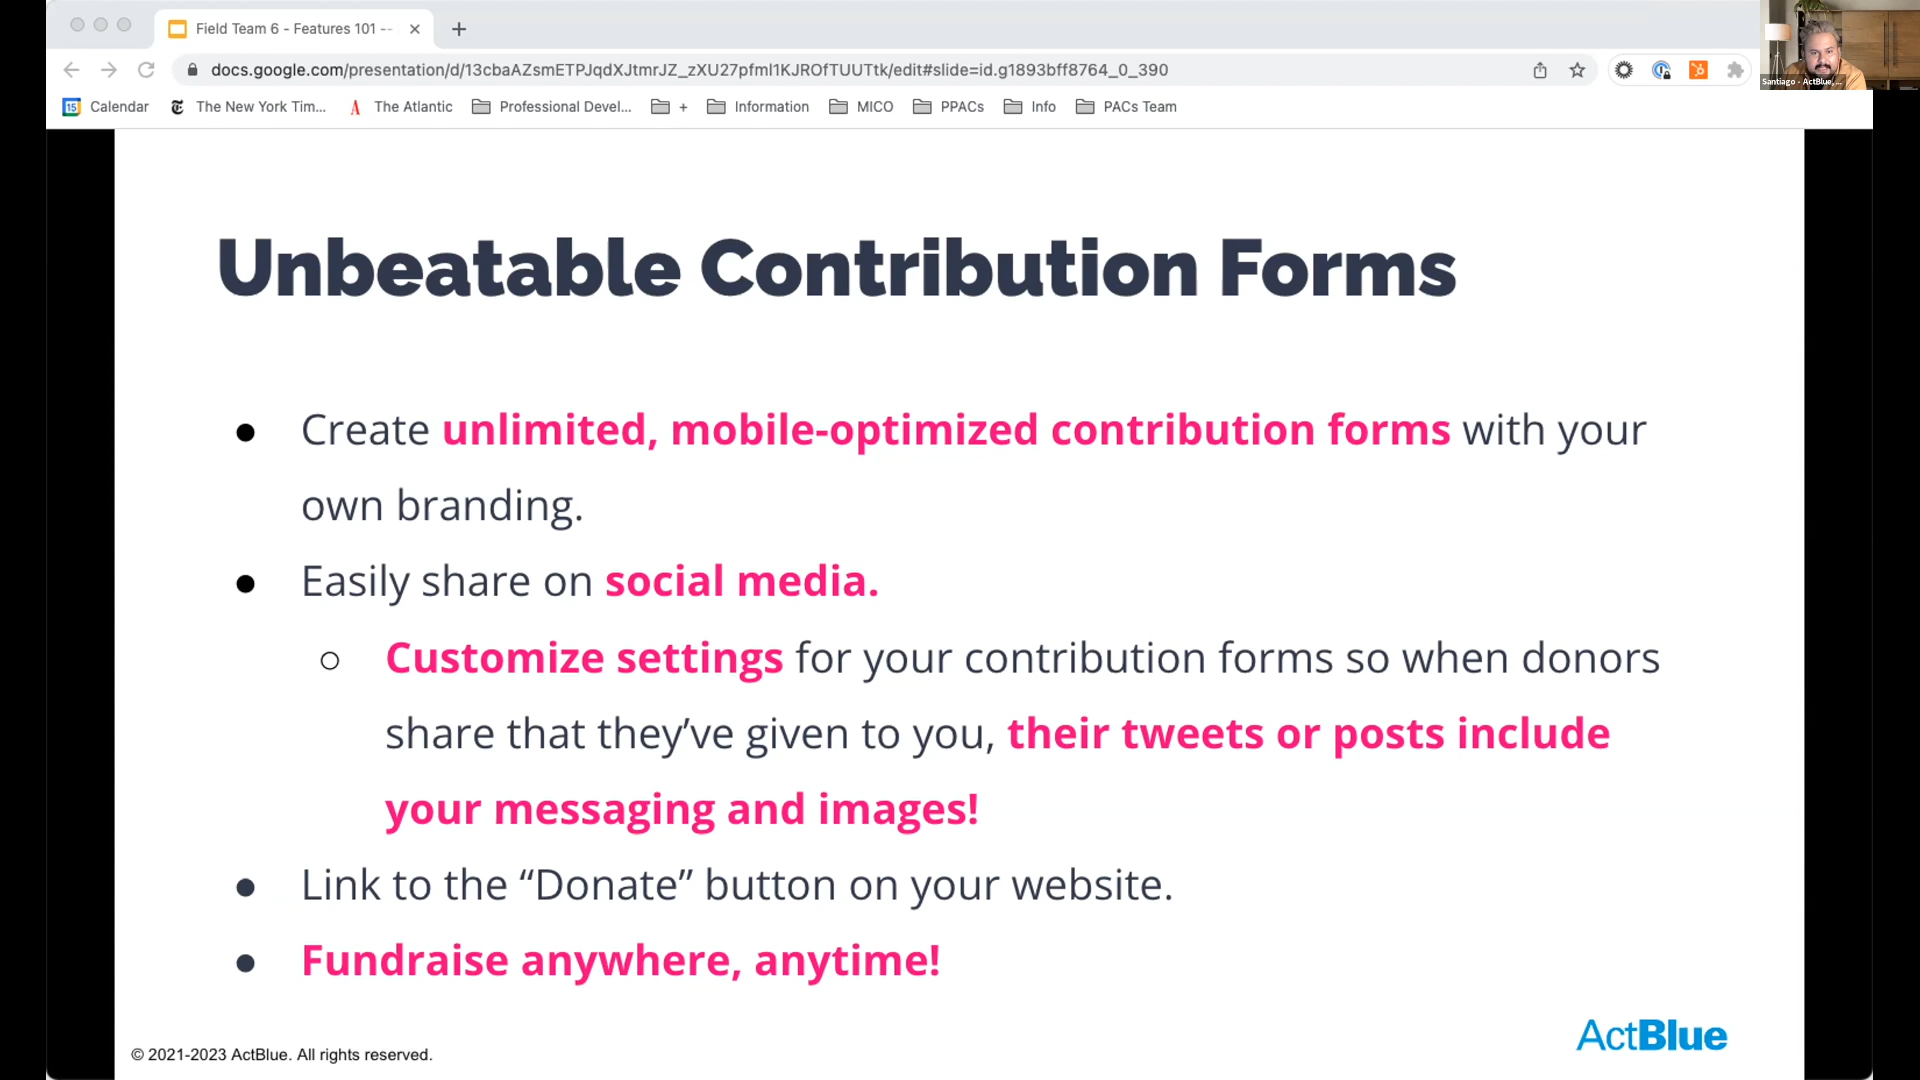 Field Team 6 - Features 101 --
docs.google.com/presentation/d/13cbaAZsmETPJqdXJtmrJZ_zXU27pfml1KJROfTUUTtk/edit#slide=id.g1893bff8764_0_390
Santiago - ActBlue,...
15 Calendar The New York Tim... The Atlantic Professional Devel... + Information MICO PPACs Info PACs Team
Unbeatable Contribution Forms
● Create unlimited, mobile-optimized contribution forms with your
own branding.
● Easily share on social media.
○ Customize settings for your contribution forms so when donors
share that they’ve given to you, their tweets or posts include
your messaging and images!
● Link to the “Donate” button on your website.
● Fundraise anywhere, anytime!
© 2021-2023 ActBlue. All rights reserved.
ActBlue